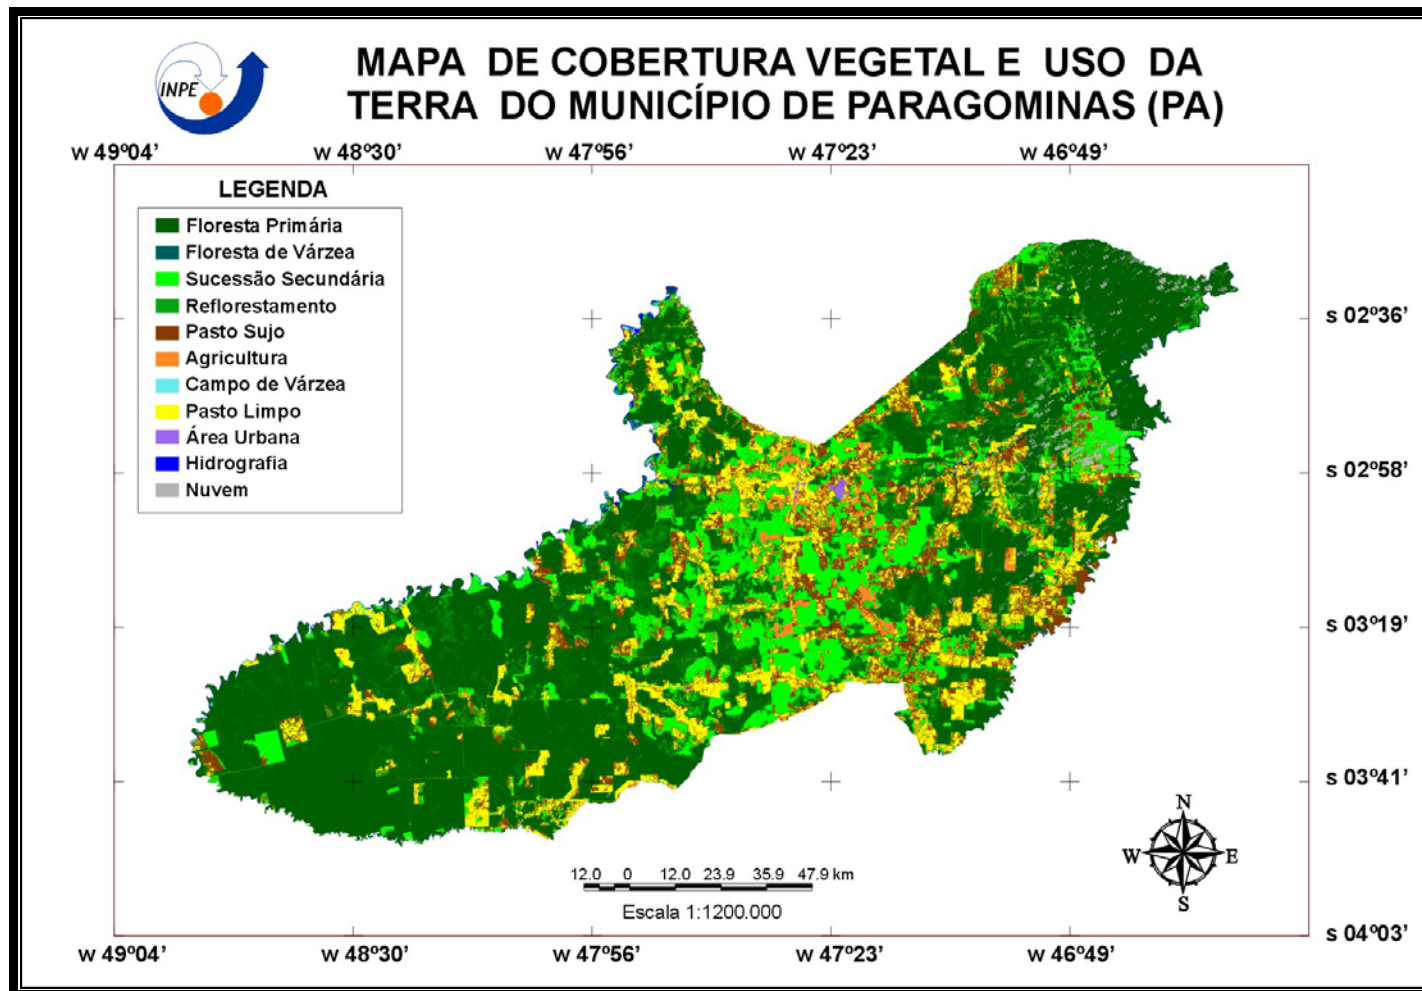 INPE
MAPA DE COBERTURA VEGETAL E USO DA
TERRA DO MUNICÍPIO DE PARAGOMINAS (PA)
w 49º04' w 48º30' w 47º56' w 47º23' w 46º49'
LEGENDA
Floresta Primária
Floresta de Várzea
Sucessão Secundária
Reflorestamento
Pasto Sujo
Agricultura
Campo de Várzea
Pasto Limpo
Área Urbana
Hidrografia
Nuvem
s 02º36'
s 02º58'
s 03º19'
s 03º41'
N
W E
S
12.0 0 12.0 23.9 35.9 47.9 km
Escala 1:1200.000
s 04º03'
w 49º04' w 48º30' w 47º56' w 47º23' w 46º49'